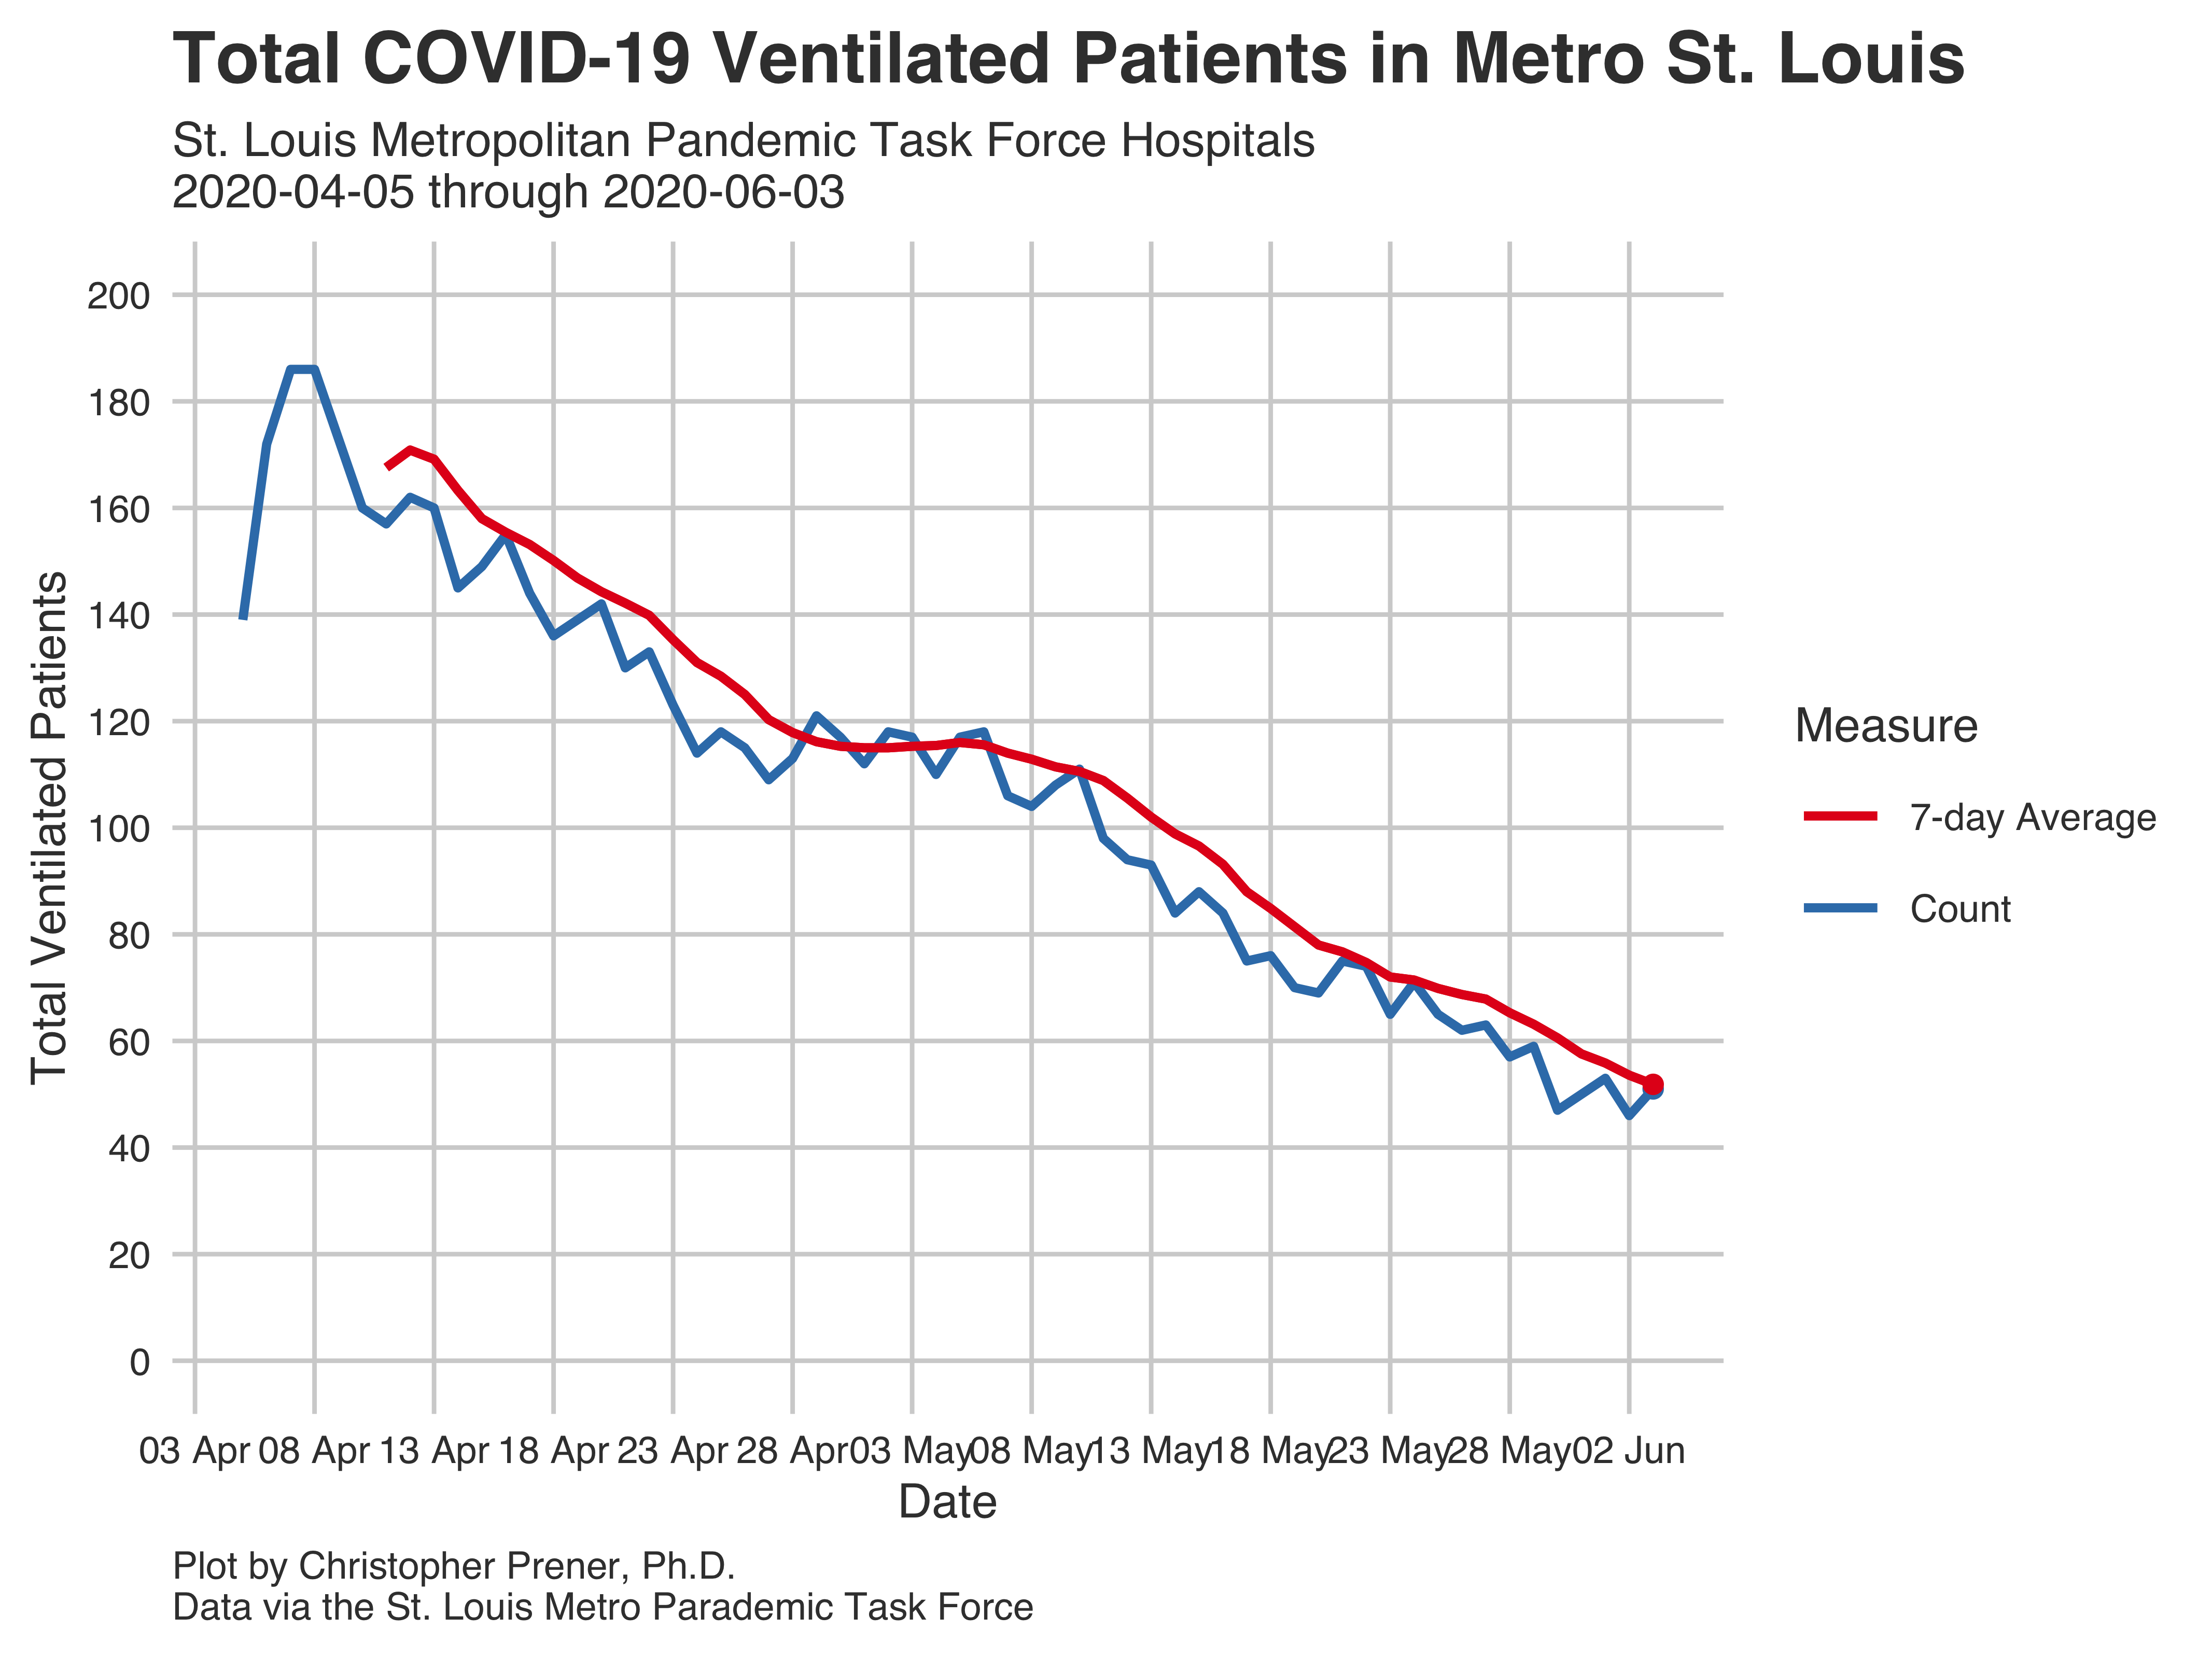 Total COVID-19 Ventilated Patients in Metro St. Louis
St. Louis Metropolitan Pandemic Task Force Hospitals
2020-04-05 through 2020-06-03
Total Ventilated Patients
200
180
160
140
120
100
80
60
40
20
0
03 Apr 08 Apr 13 Apr 18 Apr 23 Apr 28 Apr 03 May 08 May 13 May 18 May 23 May 28 May 02 Jun
Date
Measure
7-day Average
Count
Plot by Christopher Prener, Ph.D.
Data via the St. Louis Metro Parademic Task Force